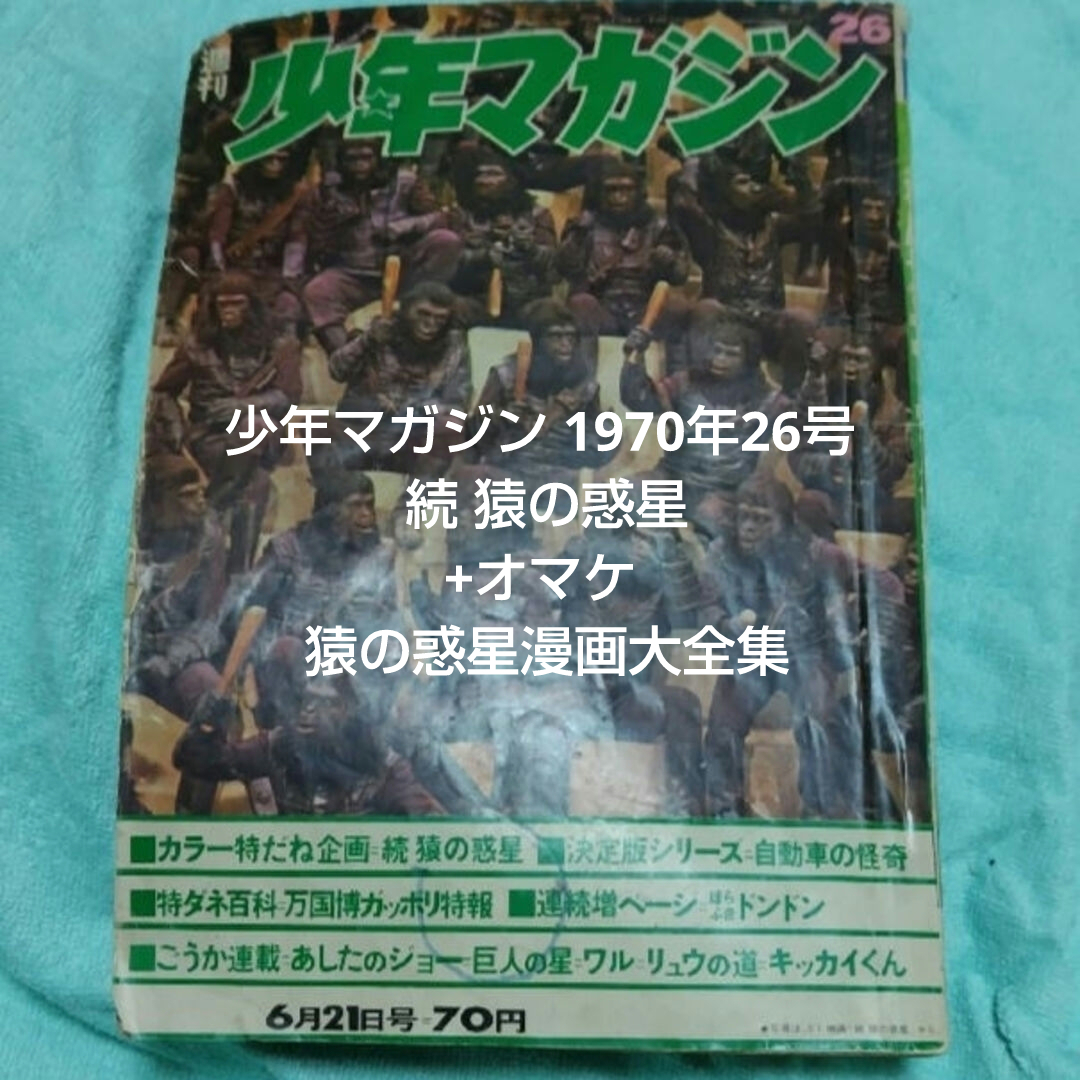 26
週刊
少年マガジン
少年マガジン 1970年26号
続 猿の惑星
+オマケ
猿の惑星漫画大全集
■カラー特だね企画=続 猿の惑星 ■決定版シリーズ=自動車の怪奇
■特ダネ百科=万国博ガッポリ特報 ■連続増ページ=ほらふきドンドン
■ごうか連載=あしたのジョー=巨人の星=ワル=リュウの道=キッカイくん
6月21日号=70円